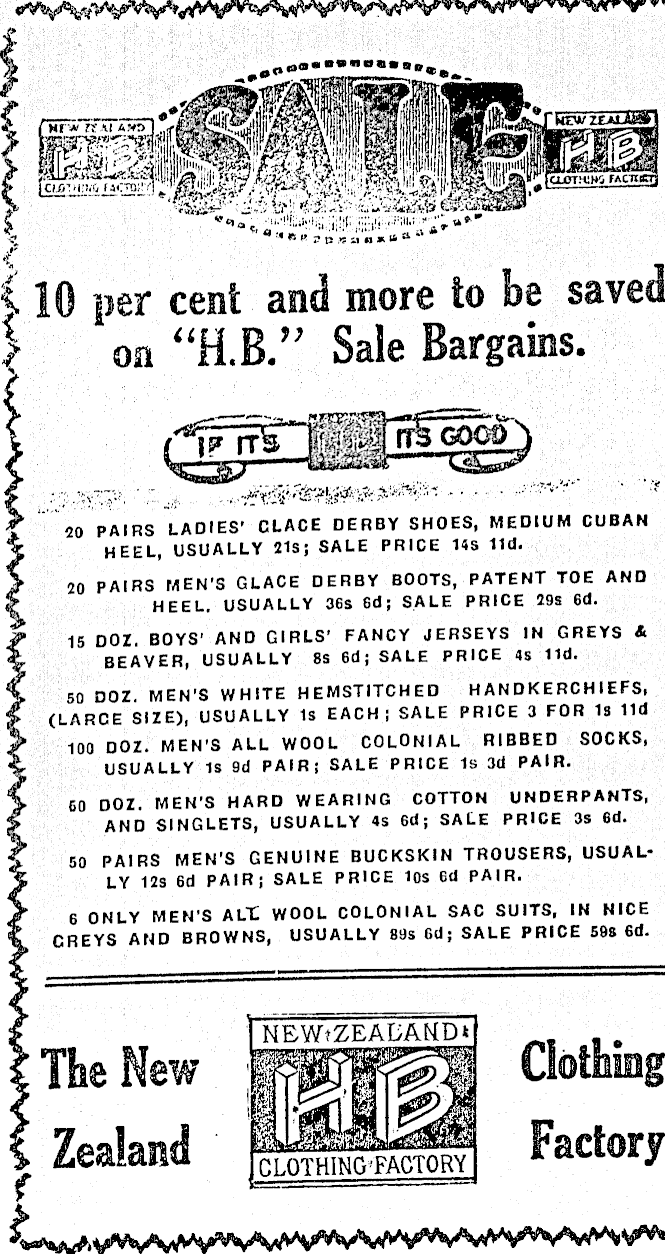 SALE
NEW ZEALAND
HB
CLOTHING FACTORY
NEW ZEALAND
HB
CLOTHING FACTORY
10 per cent and more to be saved
on “H.B.” Sale Bargains.
"IF ITS ITS GOOD
20 PAIRS LADIES' GLACE DERBY SHOES, MEDIUM CUBAN
HEEL, USUALLY 21s; SALE PRICE 14s 11d.
20 PAIRS MEN'S GLACE DERBY BOOTS, PATENT TOE AND
HEEL. USUALLY 36s 6d; SALE PRICE 29s 6d.
15 DOZ. BOYS' AND GIRLS' FANCY JERSEYS IN GREYS &
BEAVER, USUALLY 8s 6d; SALE PRICE 4s 11d.
50 DOZ. MEN'S WHITE HEMSTITCHED HANDKERCHIEFS,
(LARGE SIZE), USUALLY 1s EACH; SALE PRICE 3 FOR 1s 11d
100 DOZ. MEN'S ALL WOOL COLONIAL RIBBED SOCKS,
USUALLY 1s 9d PAIR; SALE PRICE 1s 3d PAIR.
50 DOZ. MEN'S HARD WEARING COTTON UNDERPANTS,
AND SINGLETS, USUALLY 4s 6d; SALE PRICE 3s 6d.
50 PAIRS MEN'S GENUINE BUCKSKIN TROUSERS, USUAL-
LY 12s 6d PAIR; SALE PRICE 10s 6d PAIR.
6 ONLY MEN'S ALL WOOL COLONIAL SAC SUITS, IN NICE
GREYS AND BROWNS, USUALLY 89s 6d; SALE PRICE 59s 6d.
The New
Zealand
NEW ZEALAND
HB
CLOTHING FACTORY
Clothing
Factory